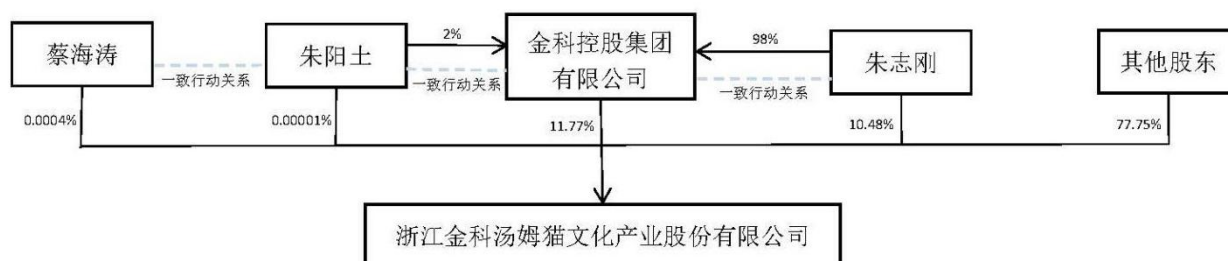 蔡海涛
朱阳土
2%
金科控股集团
有限公司
98%
朱志刚
其他股东
一致行动关系
一致行动关系
一致行动关系
0.0004%
0.00001%
11.77%
10.48%
77.75%
浙江金科汤姆猫文化产业股份有限公司